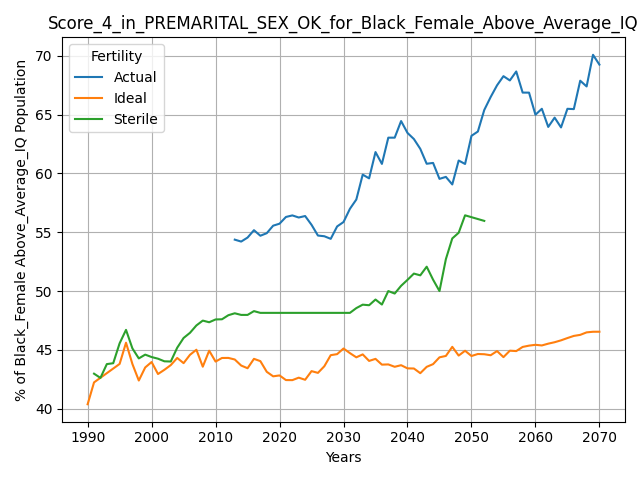 Score_4_in_PREMARITAL_SEX_OK_for_Black_Female_Above_Average_IQ
Fertility
Actual
Ideal
Sterile
% of Black_Female Above_Average_IQ Population
70
65
60
55
50
45
40
1990 2000 2010 2020 2030 2040 2050 2060 2070
Years